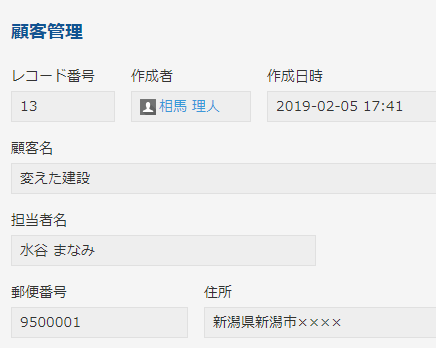 顧客管理
レコード番号 作成者 作成日時
13 相馬 理人 2019-02-05 17:41
顧客名
変えた建設
担当者名
水谷 まなみ
郵便番号 住所
9500001 新潟県新潟市××××